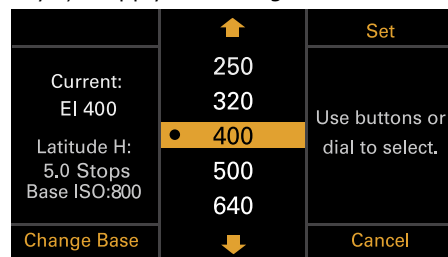 Set
Current:
EI 400
Latitude H:
5.0 Stops
Base ISO:800
Change Base
250
320
400
500
640
Use buttons or
dial to select.
Cancel